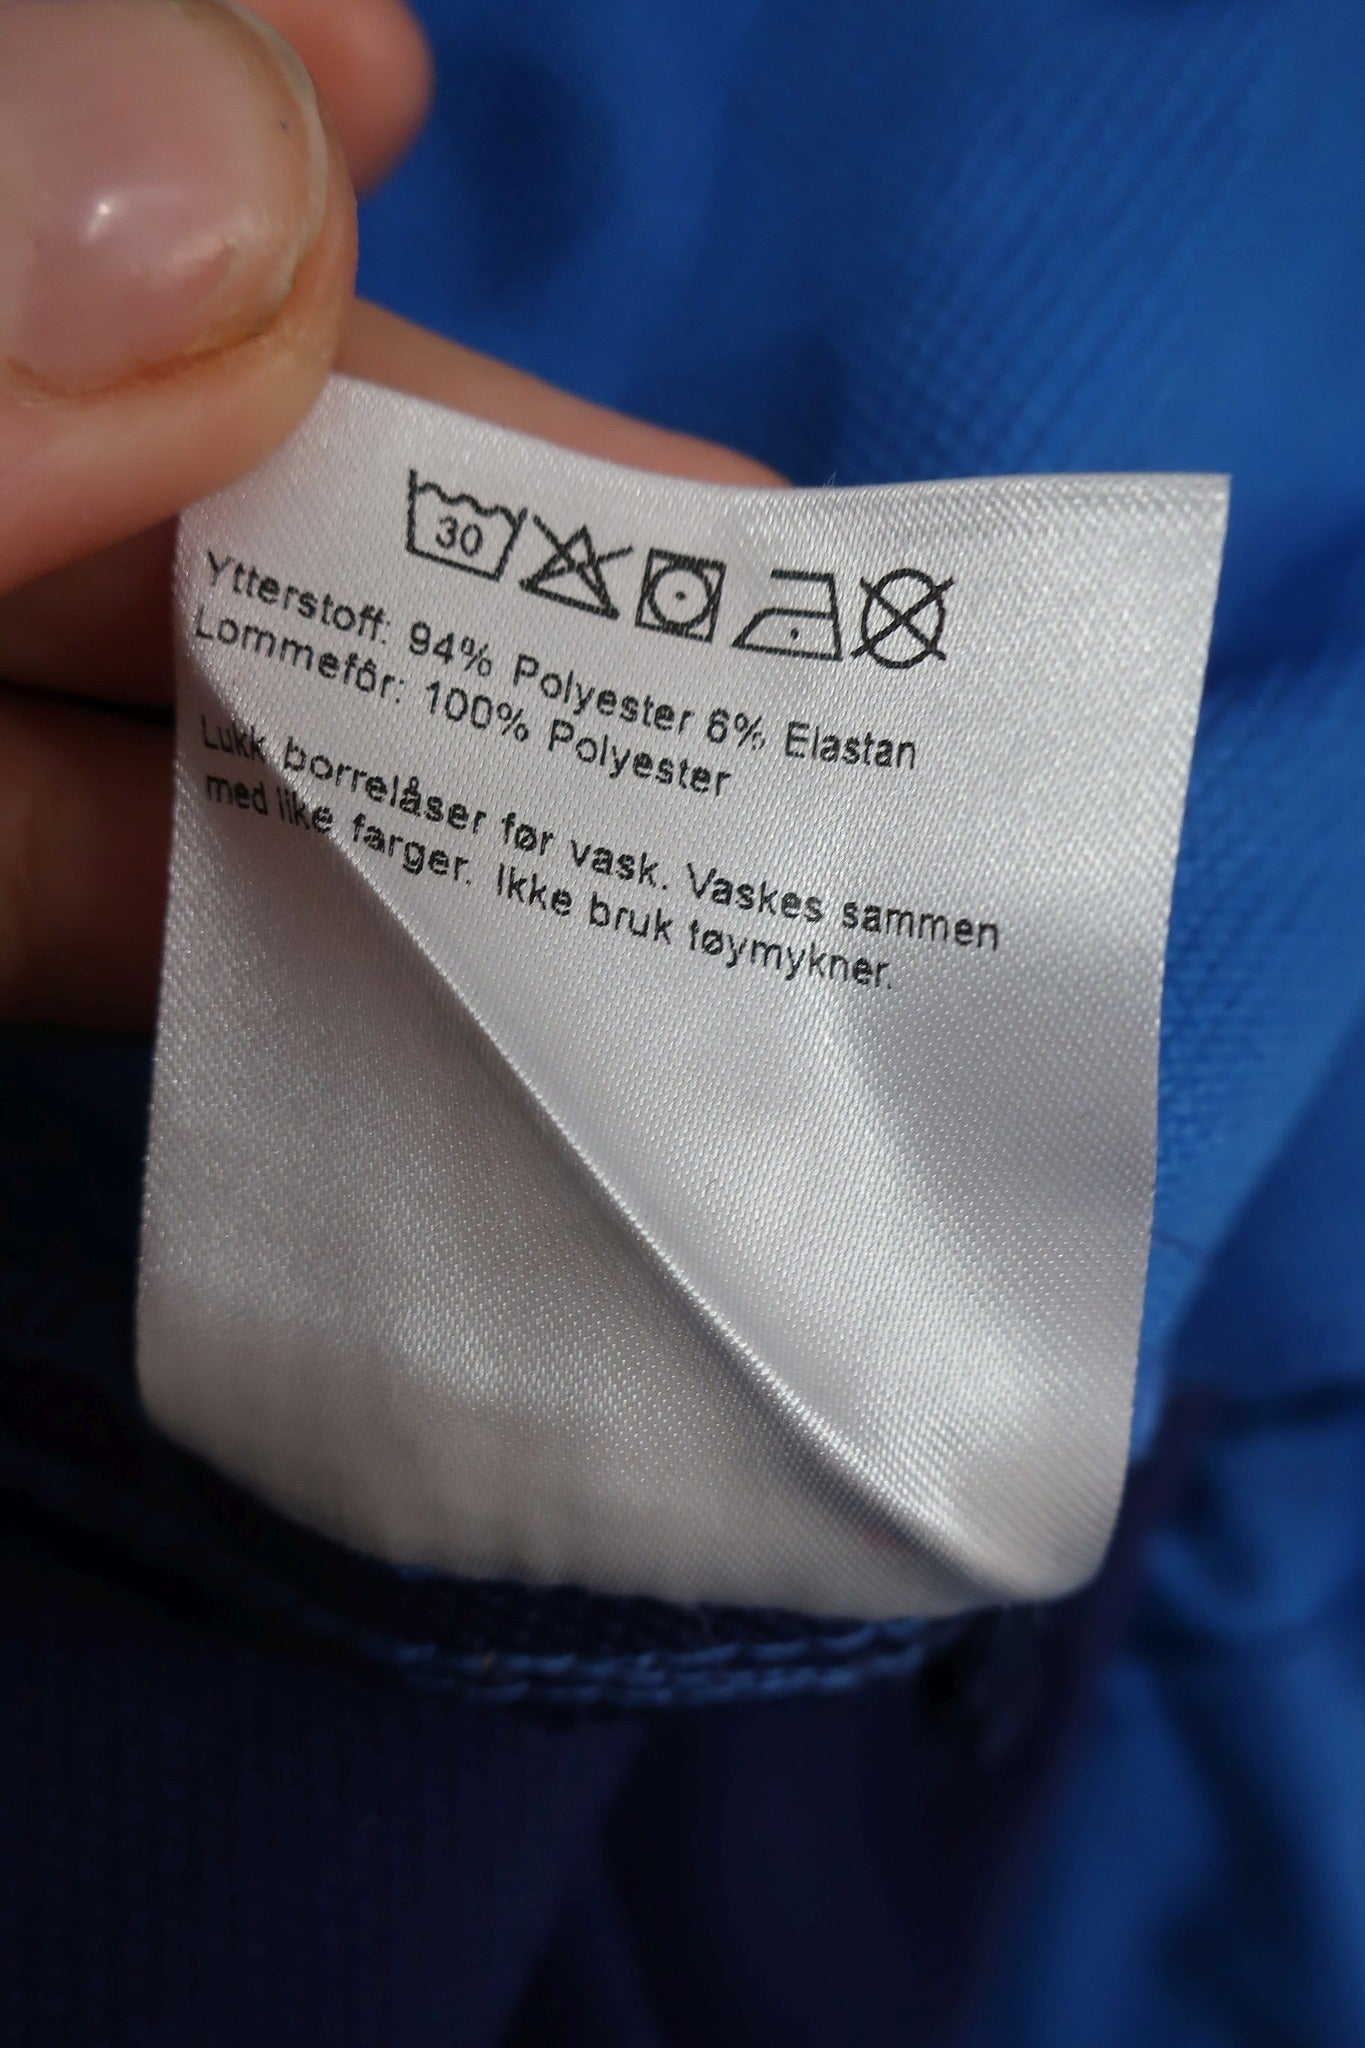 30
Ytterstoff: 94% Polyester 6% Elastan
Lommefôr: 100% Polyester
Lukk borrelåser før vask. Vaskes sammen
med like farger. Ikke bruk tøymykner.